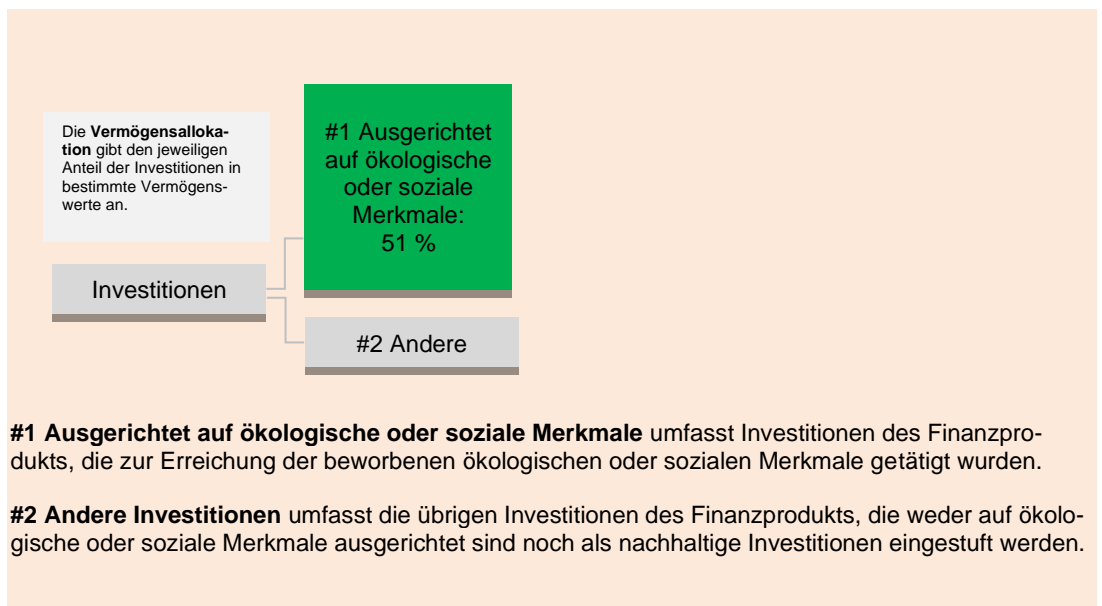 Die Vermögensalloka-
tion gibt den jeweiligen
Anteil der Investitionen in
bestimmte Vermögens-
werte an.
#1 Ausgerichtet
auf ökologische
oder soziale
Merkmale:
51 %
Investitionen
#2 Andere
#1 Ausgerichtet auf ökologische oder soziale Merkmale umfasst Investitionen des Finanzpro-
dukts, die zur Erreichung der beworbenen ökologischen oder sozialen Merkmale getätigt wurden.
#2 Andere Investitionen umfasst die übrigen Investitionen des Finanzprodukts, die weder auf ökolo-
gische oder soziale Merkmale ausgerichtet sind noch als nachhaltige Investitionen eingestuft werden.